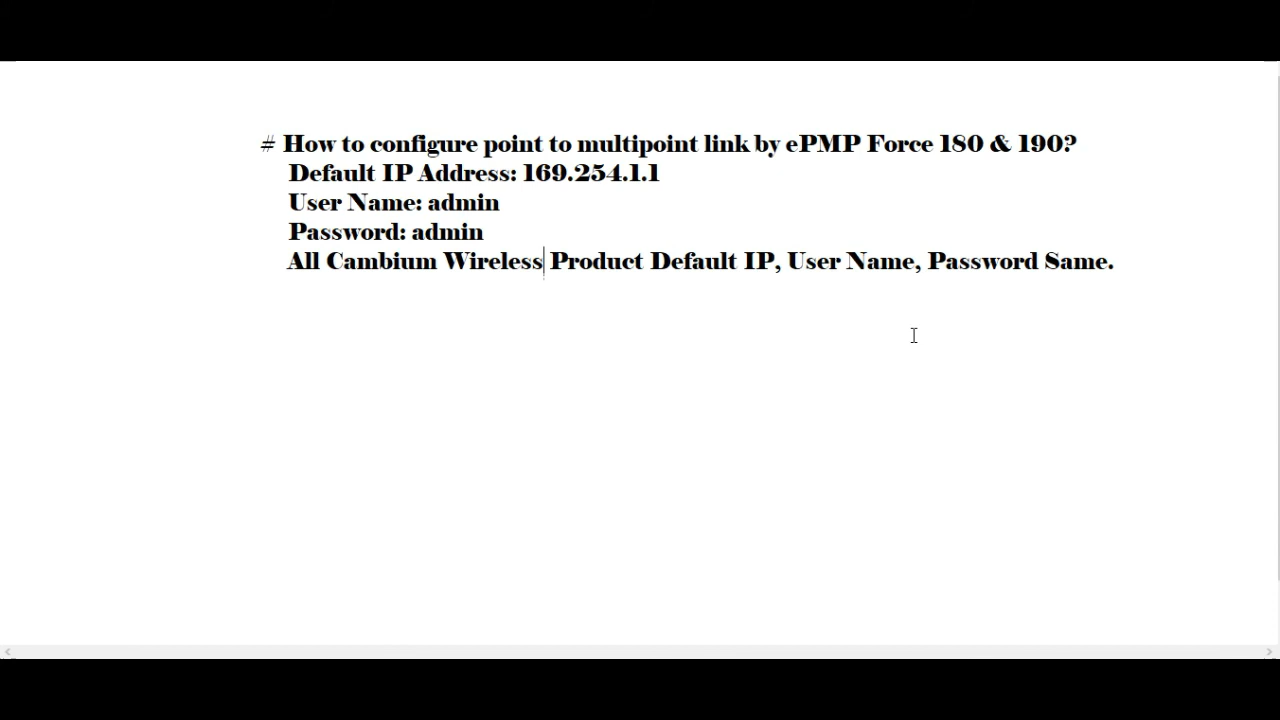 # How to configure point to multipoint link by ePMP Force 180 & 190?
Default IP Address: 169.254.1.1
User Name: admin
Password: admin
All Cambium Wireless Product Default IP, User Name, Password Same.